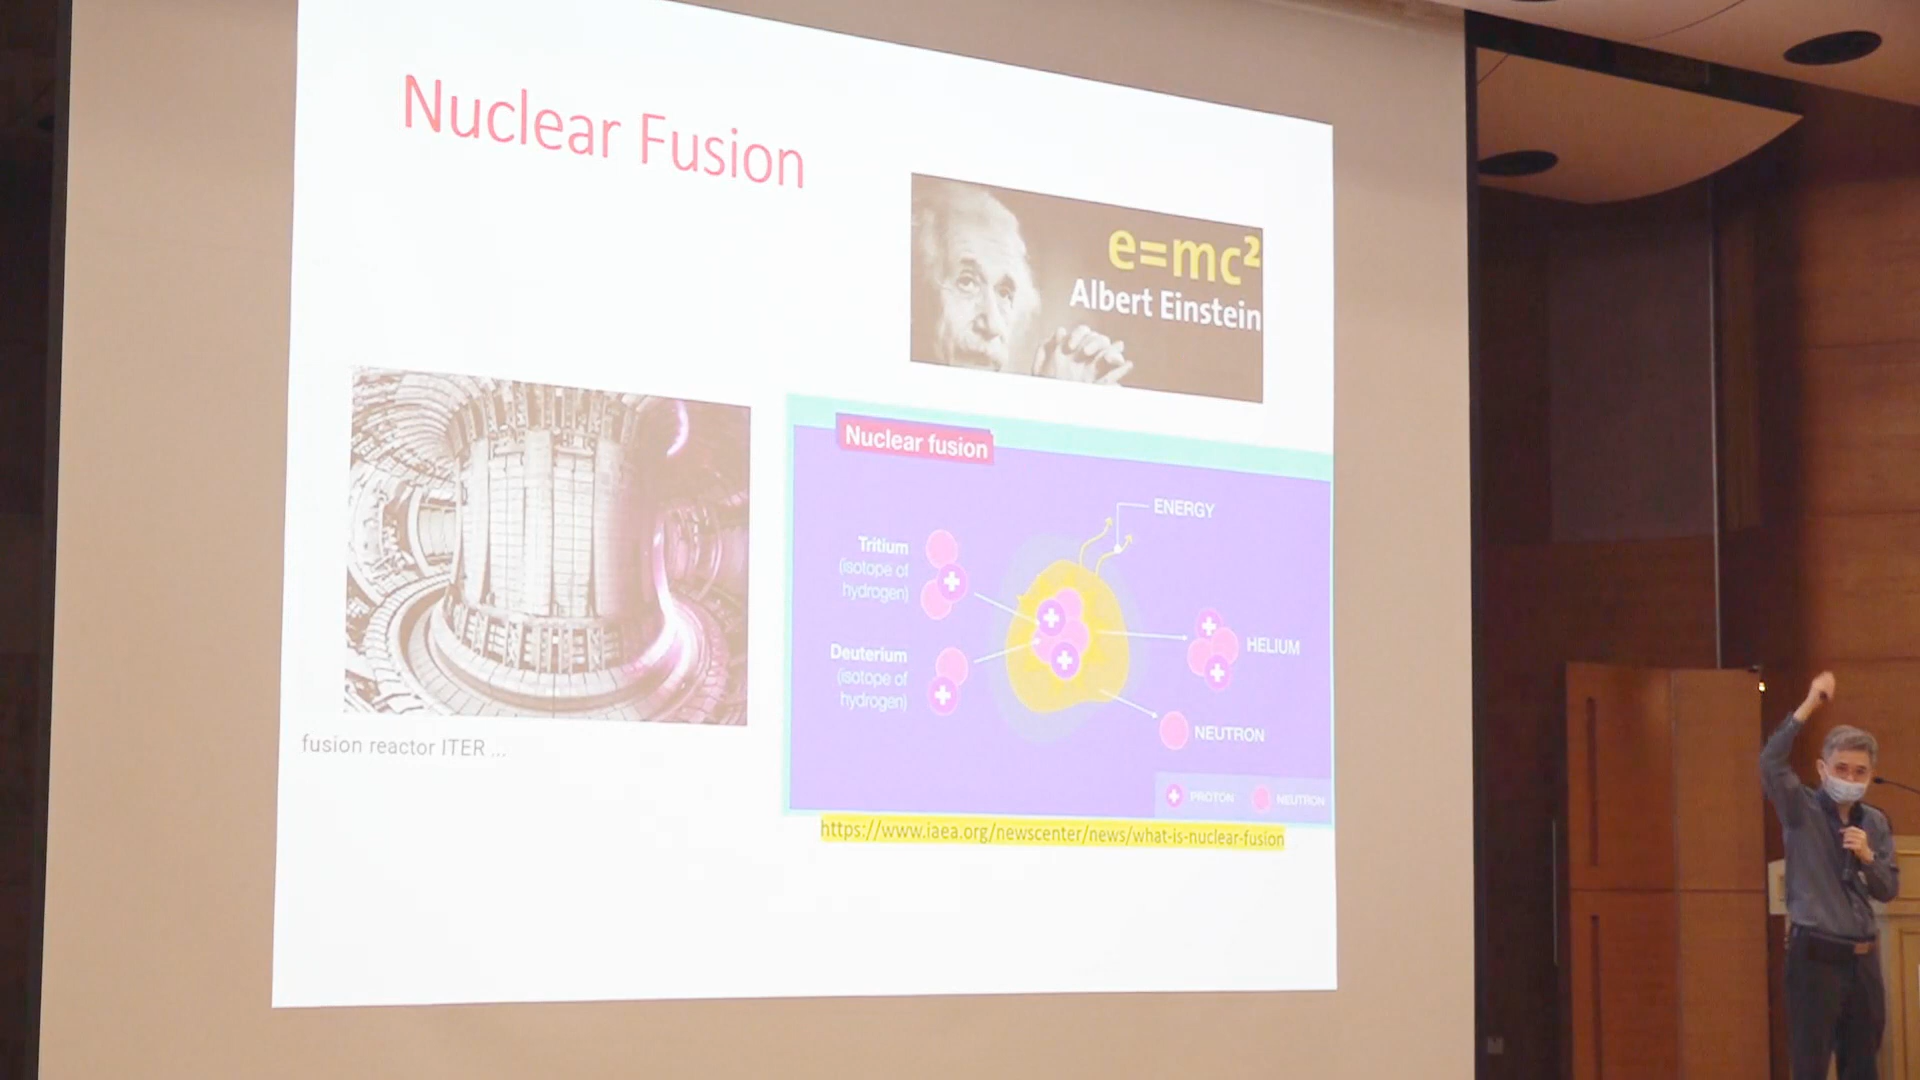 Nuclear Fusion
e=mc²
Albert Einstein
fusion reactor ITER ...
Nuclear fusion
ENERGY
Tritium
(isotope of
hydrogen)
Deuterium
(isotope of
hydrogen)
HELIUM
NEUTRON
PROTON
NEUTRON
https://www.iaea.org/newscenter/news/what-is-nuclear-fusion